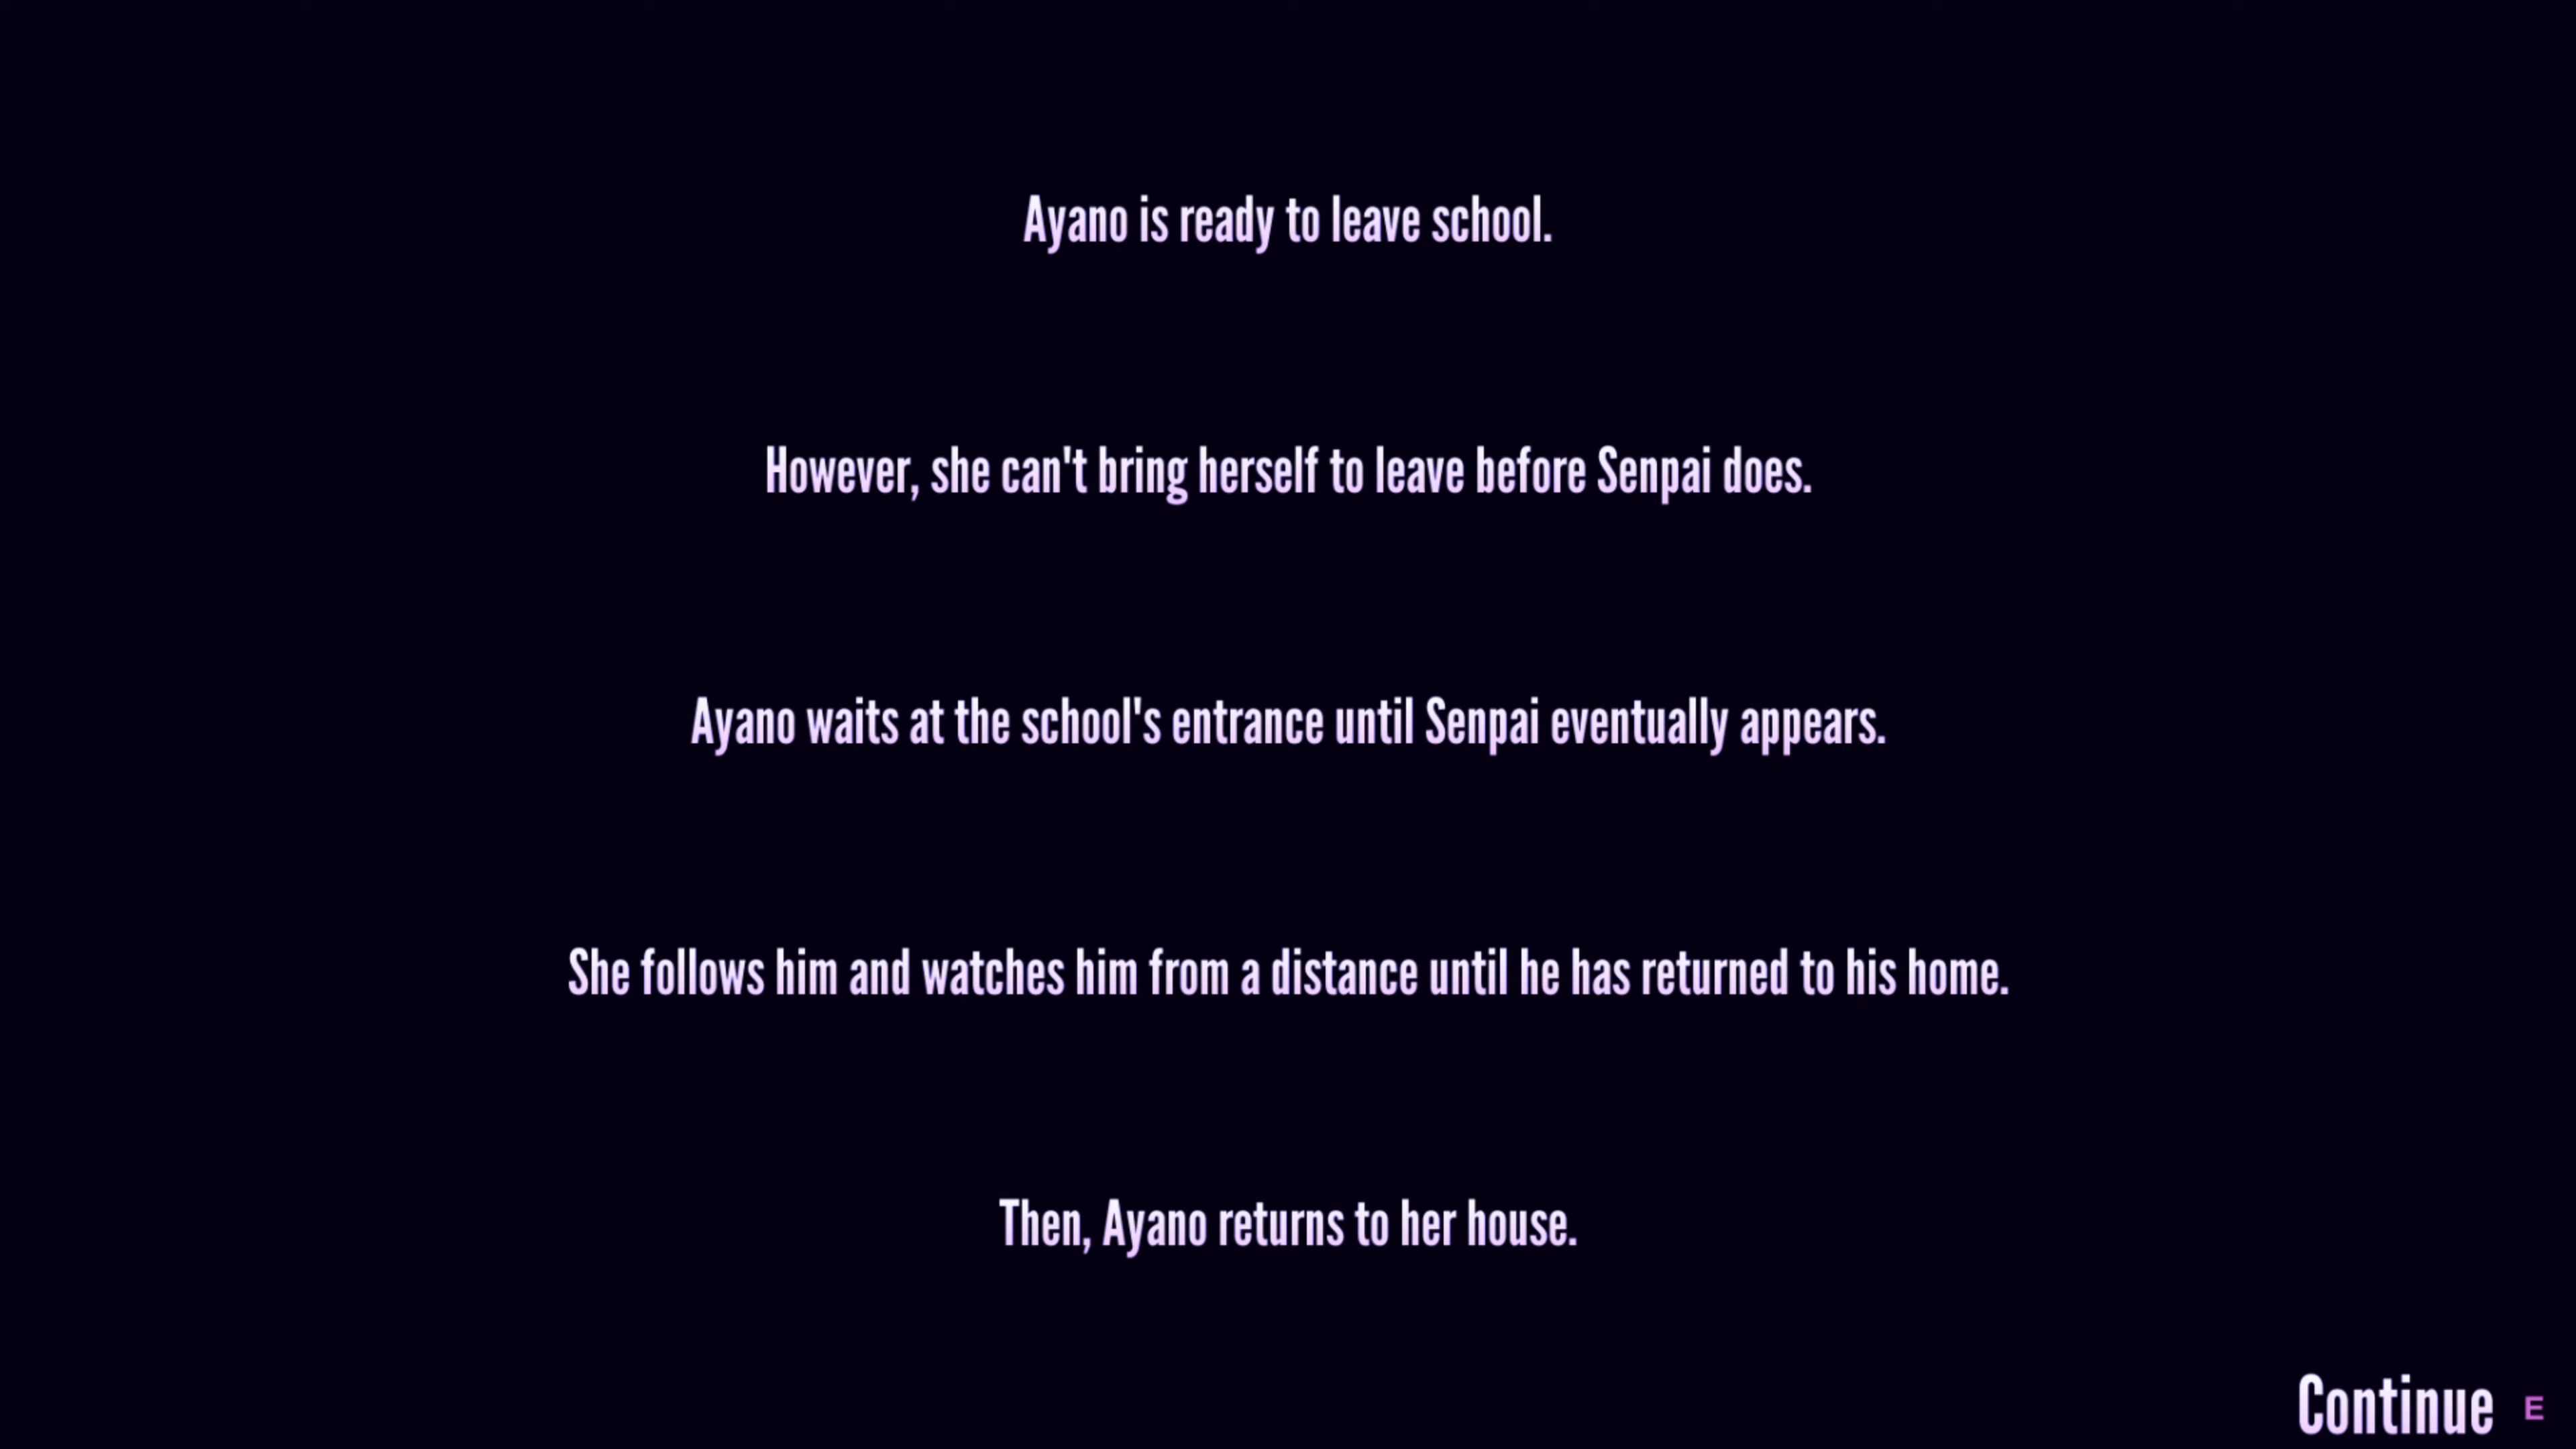 Ayano is ready to leave school.
However, she can't bring herself to leave before Senpai does.
Ayano waits at the school's entrance until Senpai eventually appears.
She follows him and watches him from a distance until he has returned to his home.
Then, Ayano returns to her house.
Continue E